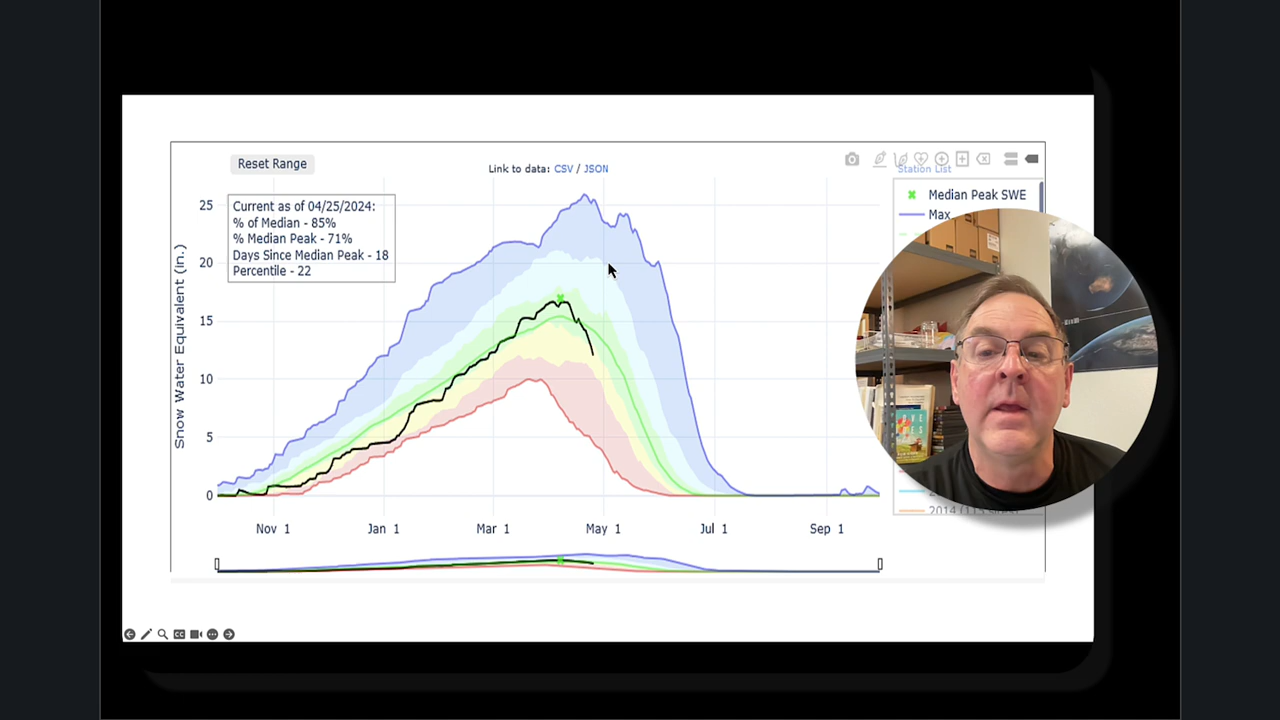 Reset Range
Link to data: CSV / JSON
Station List
Current as of 04/25/2024:
% of Median - 85%
% Median Peak - 71%
Days Since Median Peak - 18
Percentile - 22
Median Peak SWE
Max
Snow Water Equivalent (in.)
25
20
15
10
5
0
Nov 1
Jan 1
Mar 1
May 1
Jul 1
Sep 1
CC